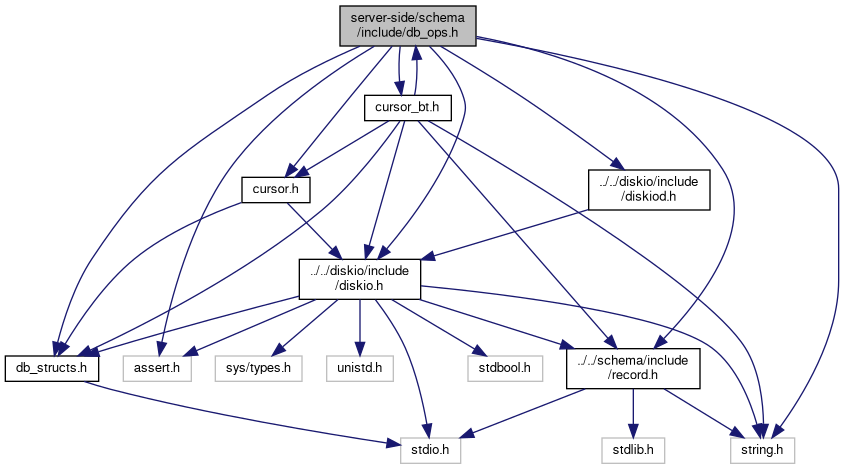 server-side/schema
/include/db_ops.h
cursor_bt.h
cursor.h
../../diskio/include
/diskiod.h
../../diskio/include
/diskio.h
db_structs.h
assert.h
sys/types.h
unistd.h
stdbool.h
../../schema/include
/record.h
stdio.h
stdlib.h
string.h